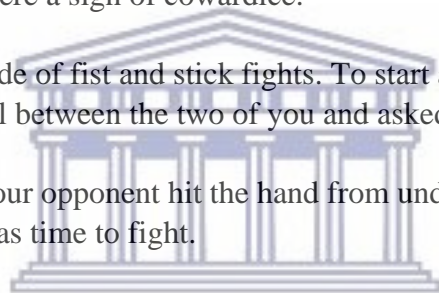 ere a sign of cowardice.
de of fist and stick fights. To start a
l between the two of you and asked
our opponent hit the hand from und
as time to fight.